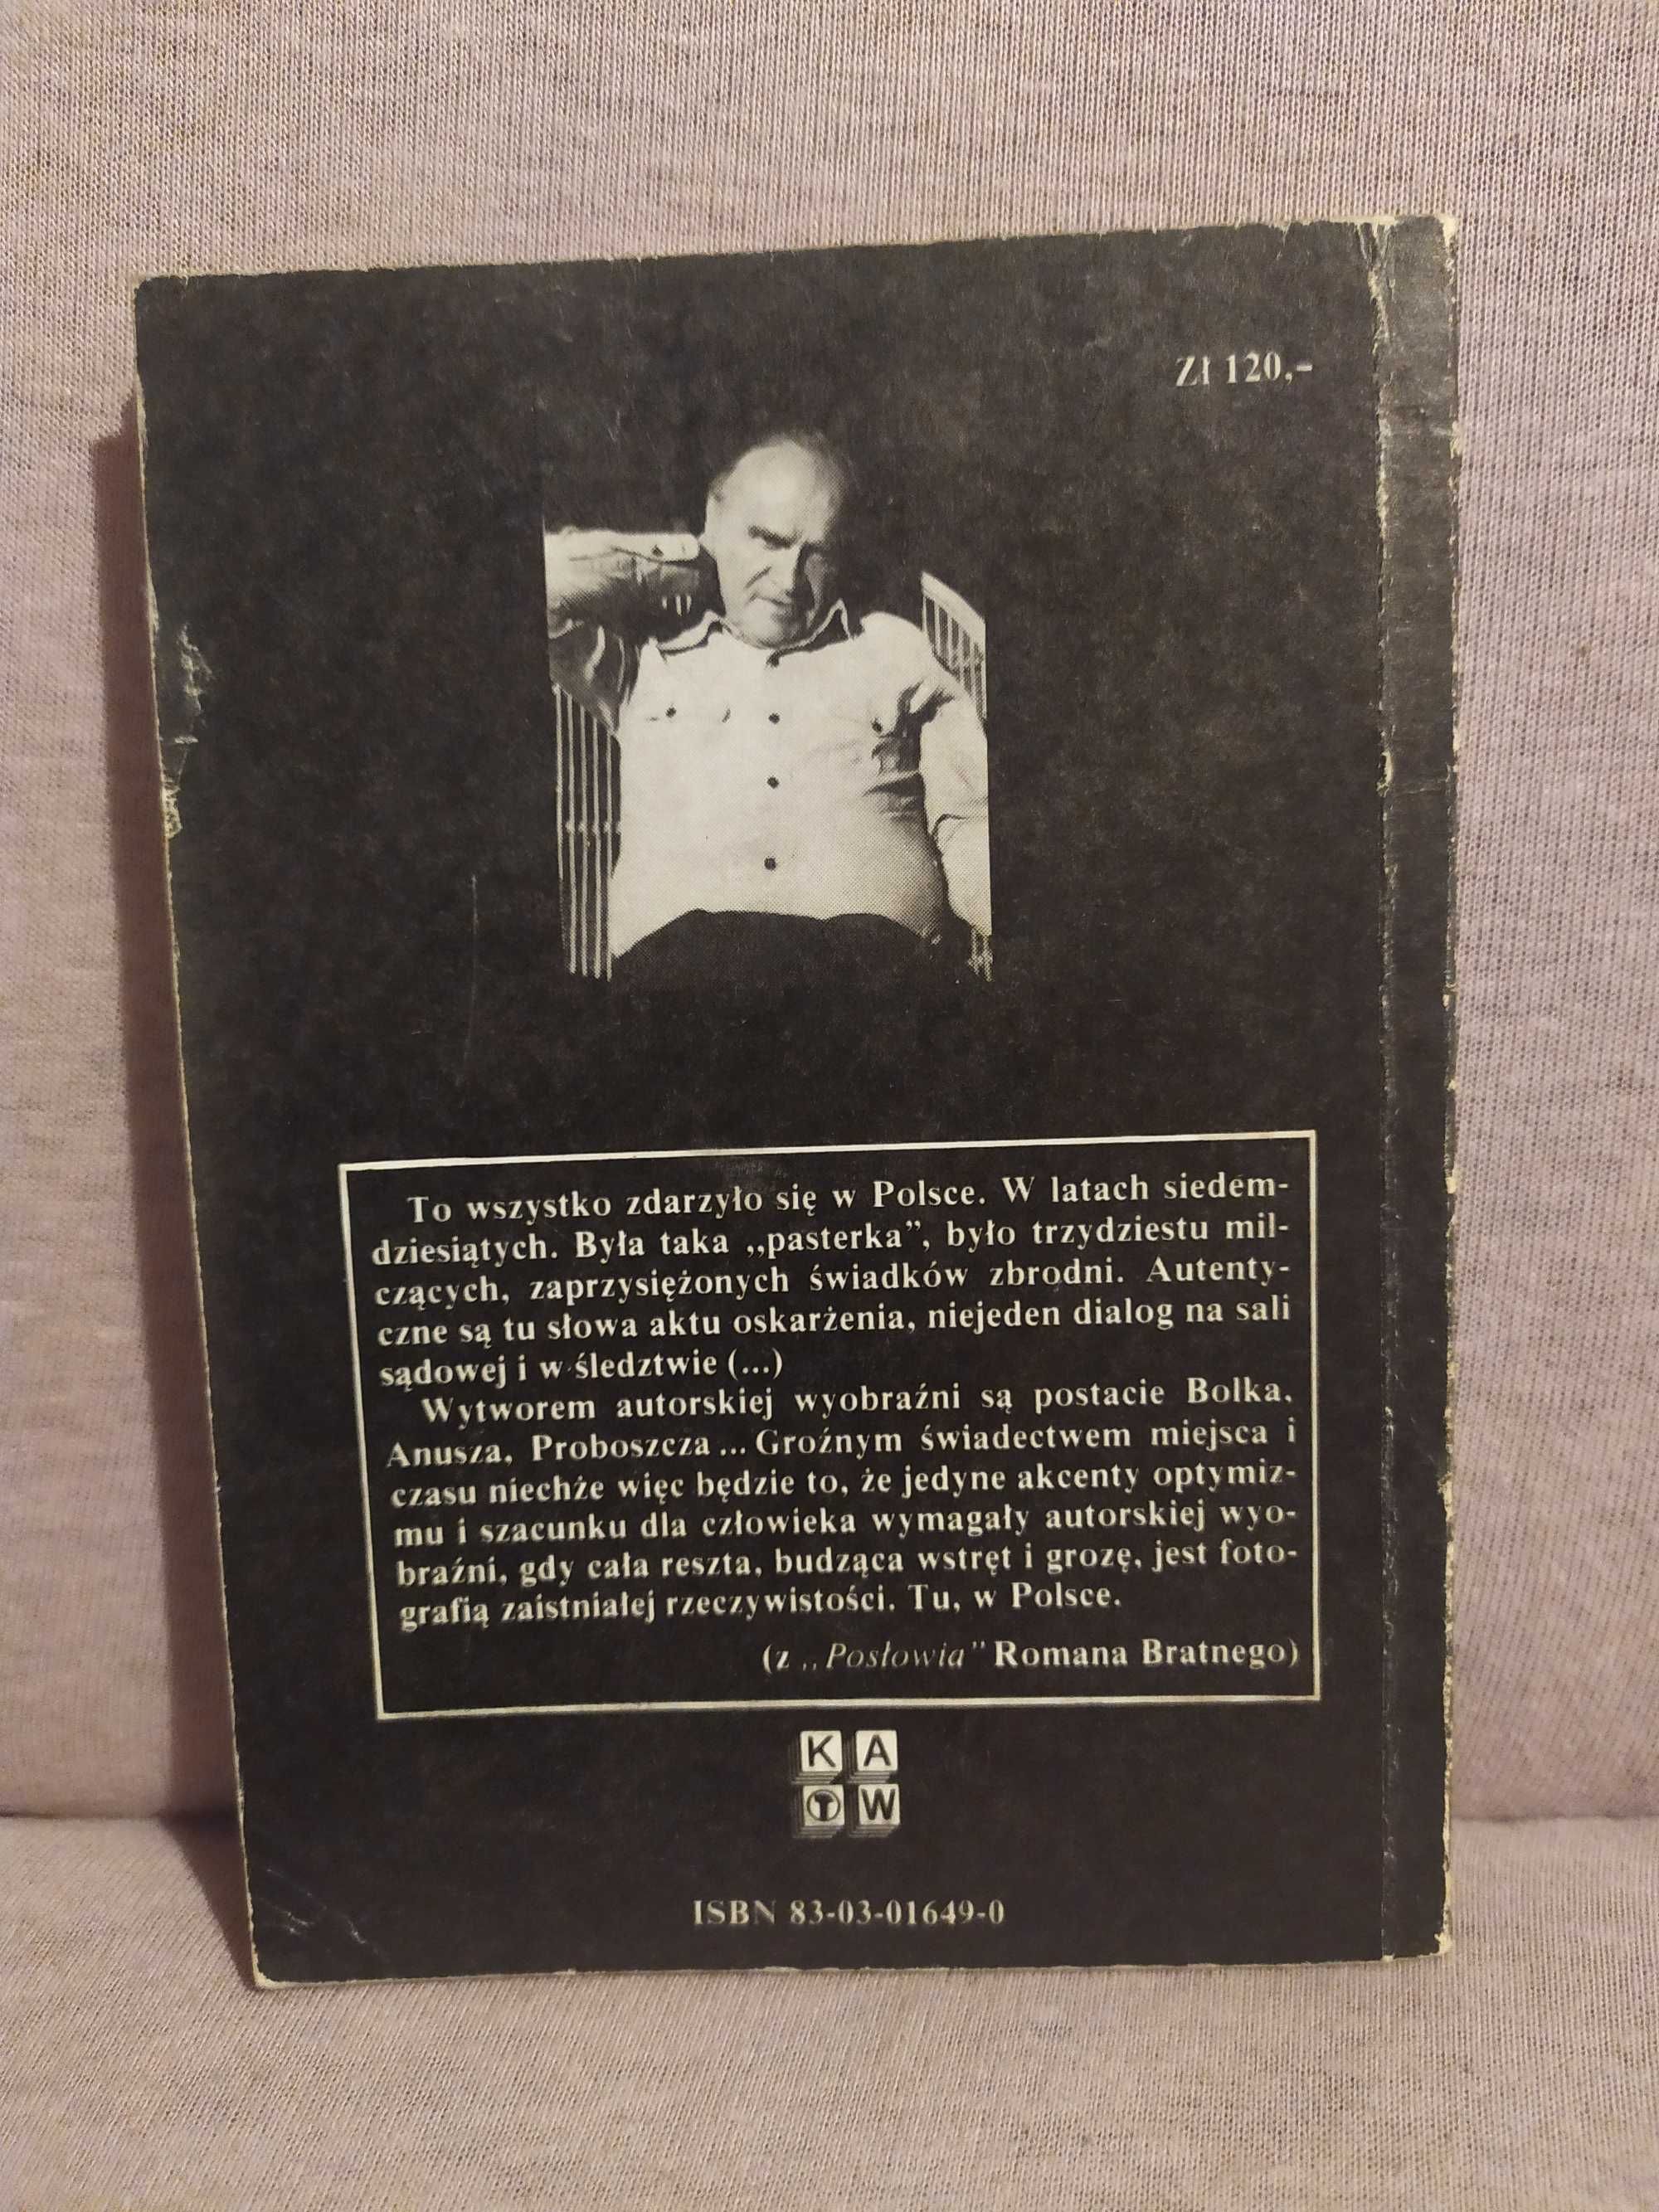 Zł 120,-
To wszystko zdarzyło się w Polsce. W latach siedem-
dziesiątych. Była taka „pasterka”, było trzydziestu mil-
czących, zaprzysiężonych świadków zbrodni. Autenty-
czne są tu słowa aktu oskarżenia, niejeden dialog na sali
sądowej i w śledztwie (...)
Wytworem autorskiej wyobraźni są postacie Bolka,
Anusza, Proboszcza ... Groźnym świadectwem miejsca i
czasu niechże więc będzie to, że jedyne akcenty optymiz-
mu i szacunku dla człowieka wymagały autorskiej wyo-
braźni, gdy cała reszta, budząca wstręt i grozę, jest foto-
grafią zaistniałej rzeczywistości. Tu, w Polsce.
(z „Posłowia” Romana Bratnego)
K A
T W
ISBN 83-03-01649-0